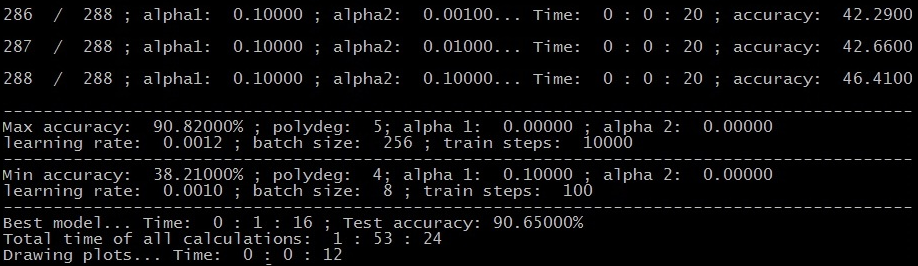 286 / 288 ; alpha1: 0.10000 ; alpha2: 0.00100... Time: 0 : 0 : 20 ; accuracy: 42.2900
287 / 288 ; alpha1: 0.10000 ; alpha2: 0.01000... Time: 0 : 0 : 20 ; accuracy: 42.6600
288 / 288 ; alpha1: 0.10000 ; alpha2: 0.10000... Time: 0 : 0 : 20 ; accuracy: 46.4100
--------------------------------------------------------------------------------
Max accuracy: 90.82000% ; polydeg: 5; alpha 1: 0.00000 ; alpha 2: 0.00000
learning rate: 0.0012 ; batch size: 256 ; train steps: 10000
--------------------------------------------------------------------------------
Min accuracy: 38.21000% ; polydeg: 4; alpha 1: 0.10000 ; alpha 2: 0.00000
learning rate: 0.0010 ; batch size: 8 ; train steps: 100
--------------------------------------------------------------------------------
Best model... Time: 0 : 1 : 16 ; Test accuracy: 90.65000%
Total time of all calculations: 1 : 53 : 24
Drawing plots... Time: 0 : 0 : 12